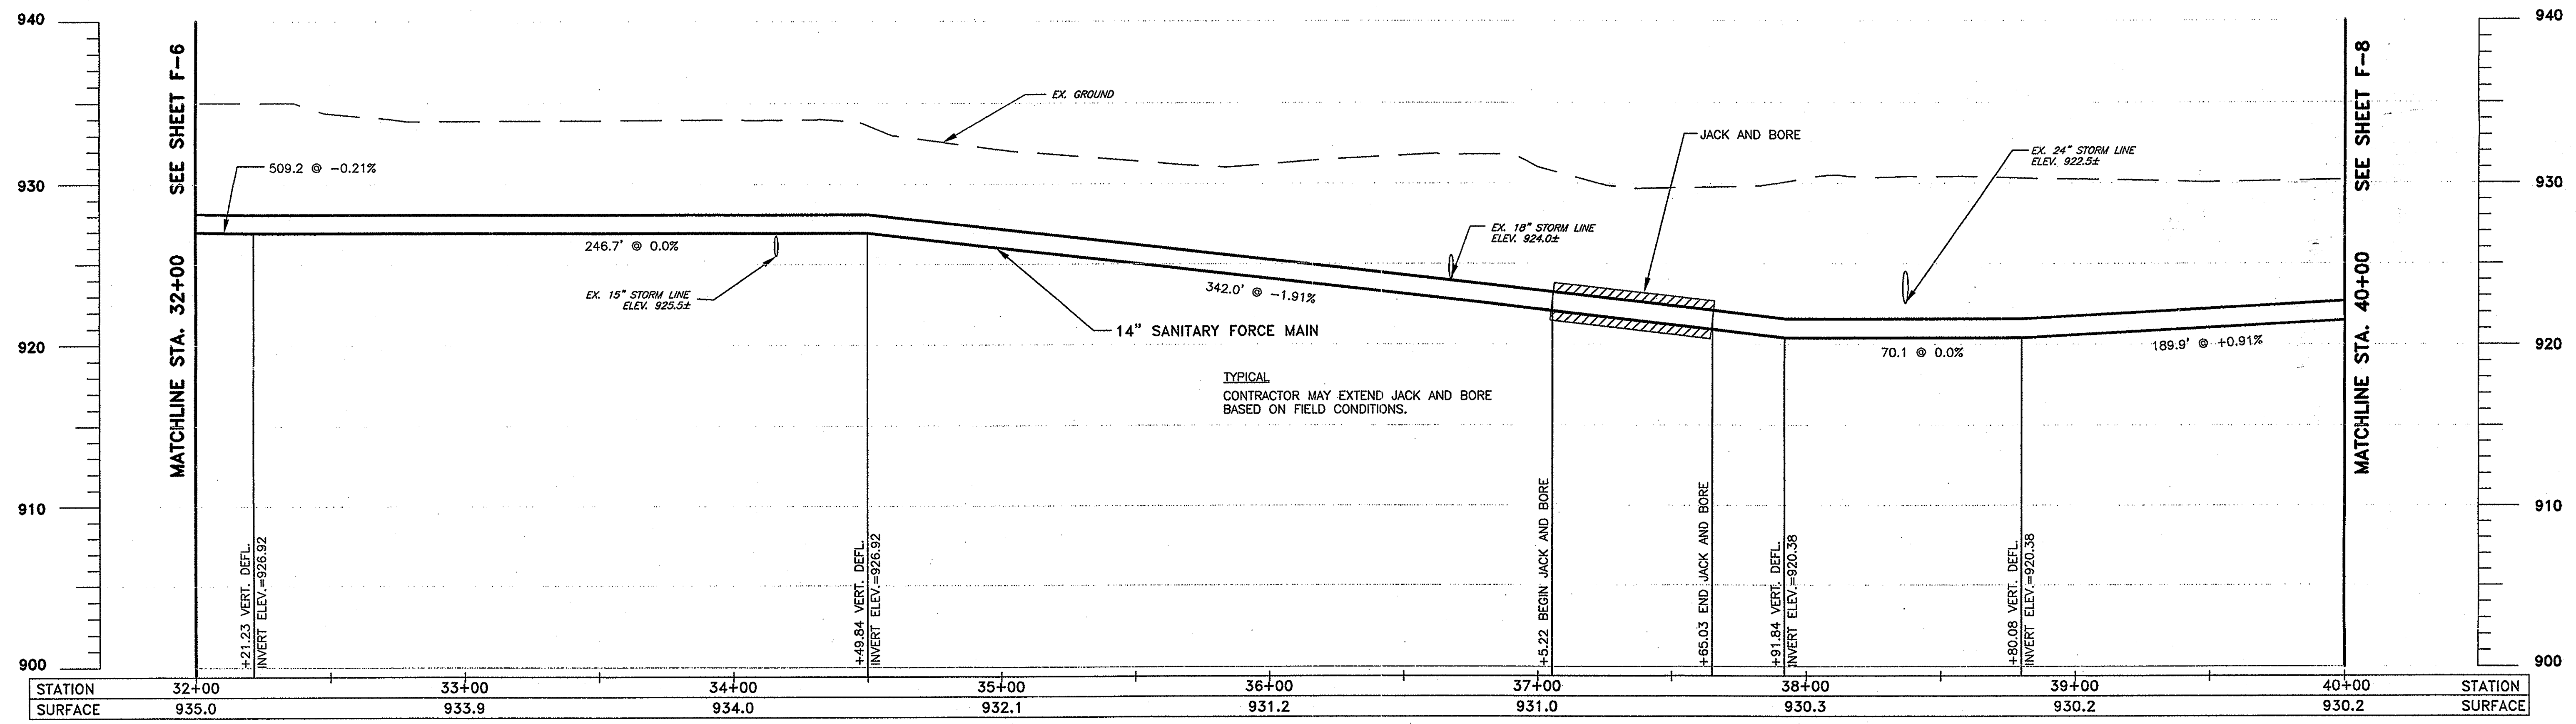 940
930
920
910
900
MATCHLINE STA. 32+00 SEE SHEET F-6
509.2 @ -0.21%
246.7' @ 0.0%
EX. 15" STORM LINE
ELEV. 925.5±
EX. GROUND
14" SANITARY FORCE MAIN
342.0' @ -1.91%
TYPICAL
CONTRACTOR MAY EXTEND JACK AND BORE
BASED ON FIELD CONDITIONS.
EX. 18" STORM LINE
ELEV. 924.0±
JACK AND BORE
EX. 24" STORM LINE
ELEV. 922.5±
70.1 @ 0.0%
189.9' @ +0.91%
+21.23 VERT. DEFL.
INVERT ELEV.=926.92
+49.84 VERT. DEFL.
INVERT ELEV.=926.92
+5.22 BEGIN JACK AND BORE
+65.03 END JACK AND BORE
+91.84 VERT. DEFL.
INVERT ELEV.=920.38
+80.08 VERT. DEFL.
INVERT ELEV.=920.38
MATCHLINE STA. 40+00 SEE SHEET F-8
940
930
920
910
900
STATION 32+00 33+00 34+00 35+00 36+00 37+00 38+00 39+00 40+00 STATION
SURFACE 935.0 933.9 934.0 932.1 931.2 931.0 930.3 930.2 930.2 SURFACE